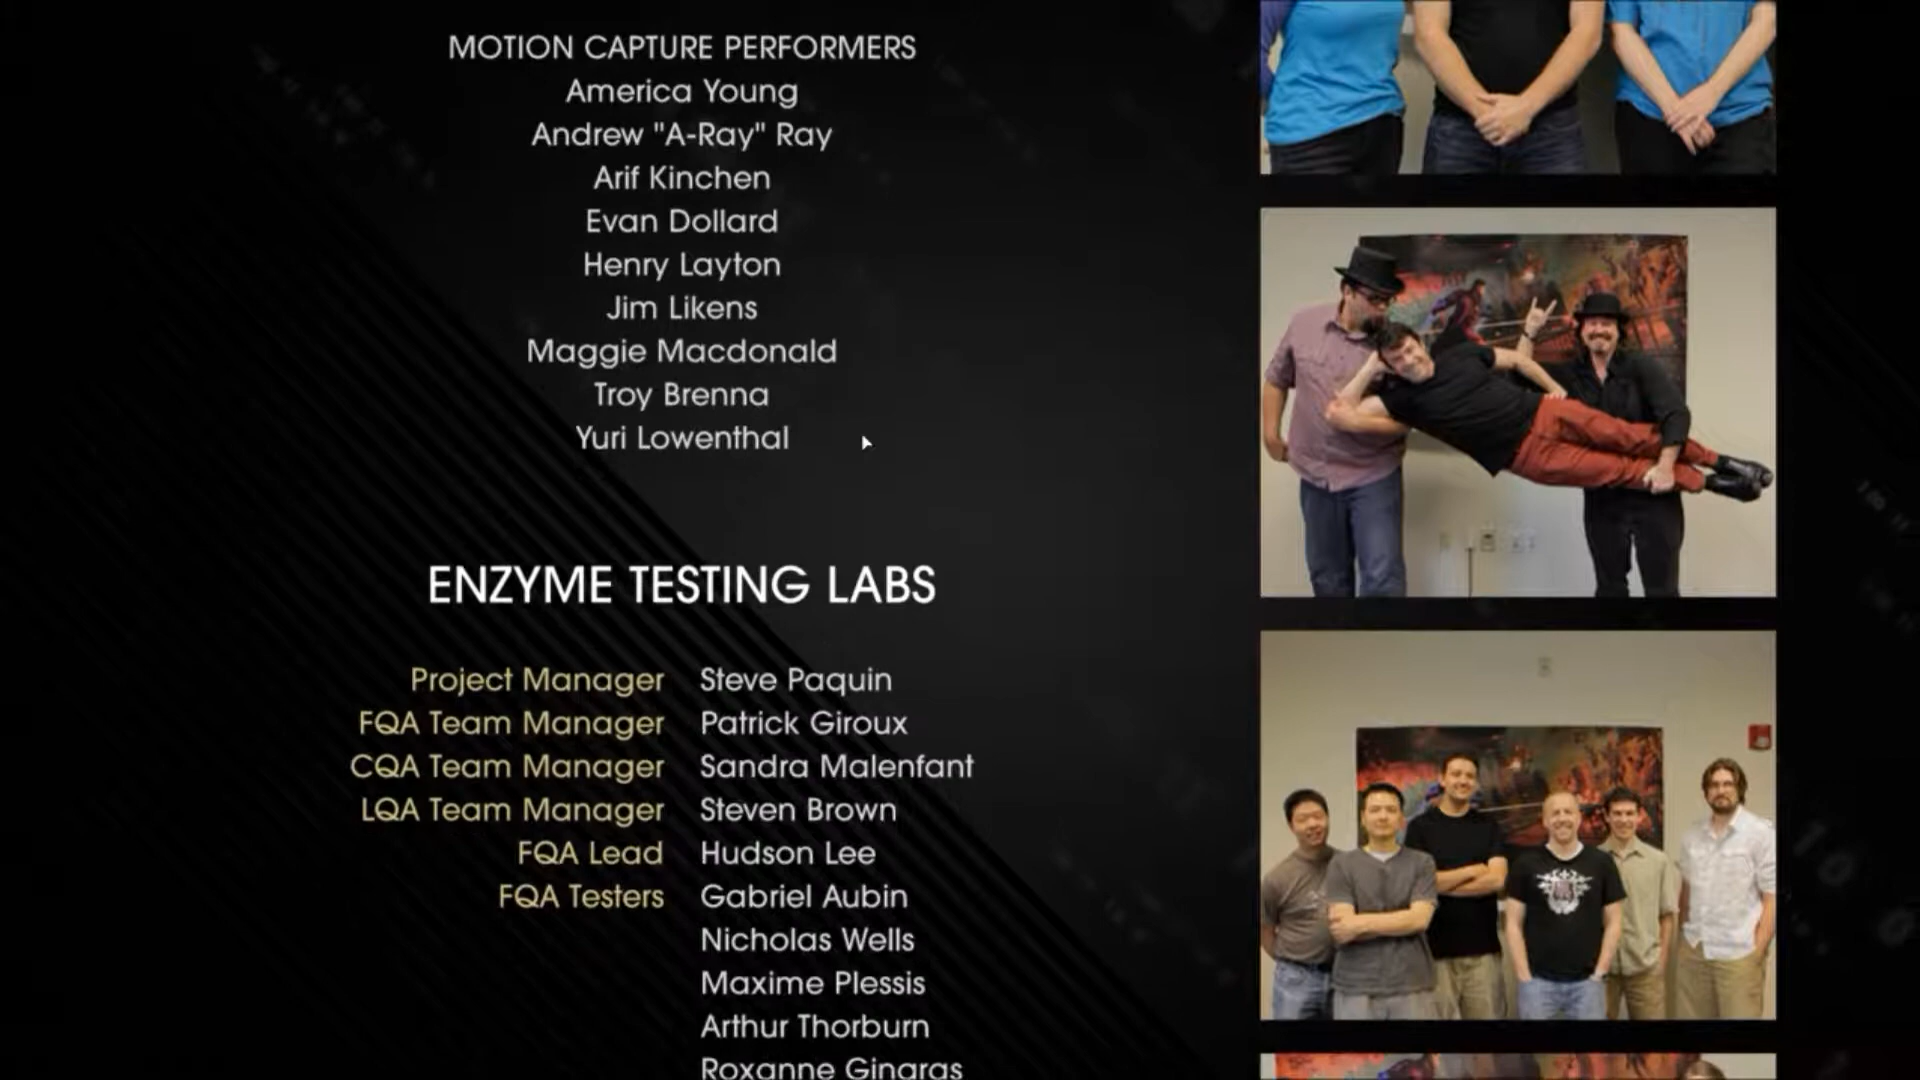 MOTION CAPTURE PERFORMERS
America Young
Andrew "A-Ray" Ray
Arif Kinchen
Evan Dollard
Henry Layton
Jim Likens
Maggie Macdonald
Troy Brenna
Yuri Lowenthal
ENZYME TESTING LABS
Project Manager Steve Paquin
FQA Team Manager Patrick Giroux
CQA Team Manager Sandra Malenfant
LQA Team Manager Steven Brown
FQA Lead Hudson Lee
FQA Testers Gabriel Aubin
Nicholas Wells
Maxime Plessis
Arthur Thorburn
Roxanne Gingras